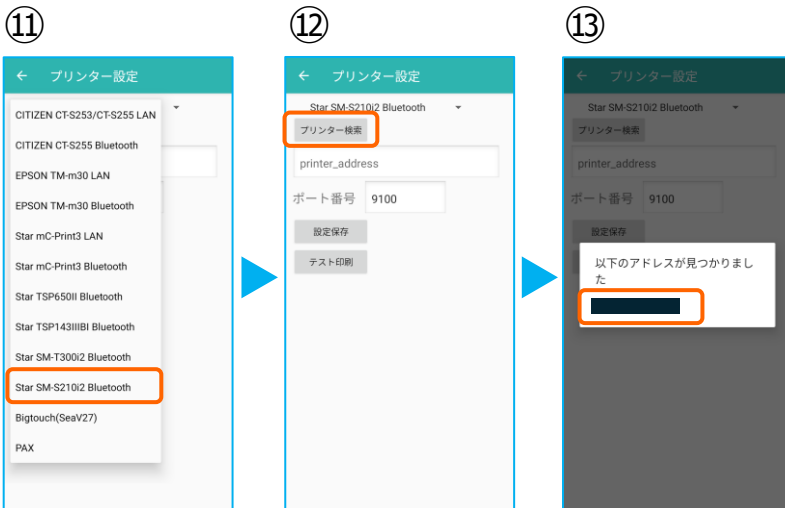 ⑪
プリンター設定
CITIZEN CT-S253/CT-S255 LAN
CITIZEN CT-S255 Bluetooth
EPSON TM-m30 LAN
EPSON TM-m30 Bluetooth
Star mC-Print3 LAN
Star mC-Print3 Bluetooth
Star TSP650II Bluetooth
Star TSP143IIIBI Bluetooth
Star SM-T300i2 Bluetooth
Star SM-S210i2 Bluetooth
Bigtouch(SeaV27)
PAX
⑫
プリンター設定
Star SM-S210i2 Bluetooth
プリンター検索
printer_address
ポート番号 9100
設定保存
テスト印刷
⑬
プリンター設定
Star SM-S210i2 Bluetooth
プリンター検索
printer_address
ポート番号 9100
設定保存
以下のアドレスが見つかりまし
た